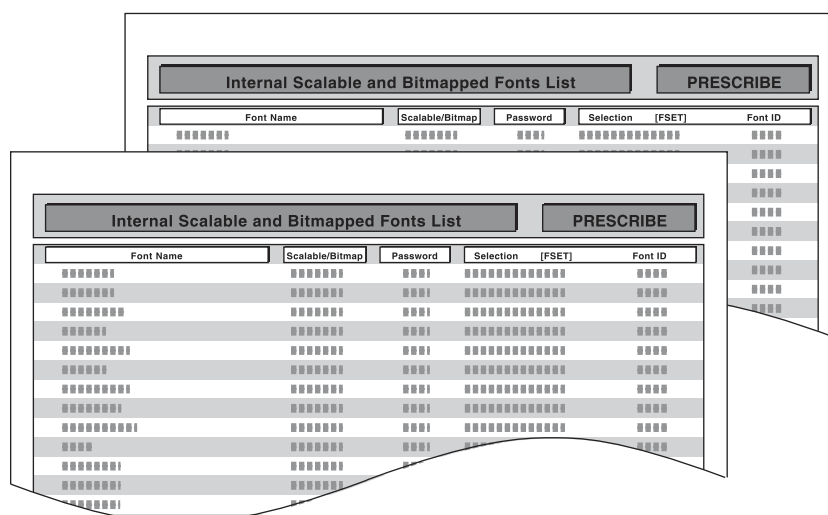 Internal Scalable and Bitmapped Fonts List PRESCRIBE
Font Name Scalable/Bitmap Password Selection [FSET] Font ID
Internal Scalable and Bitmapped Fonts List PRESCRIBE
Font Name Scalable/Bitmap Password Selection [FSET] Font ID